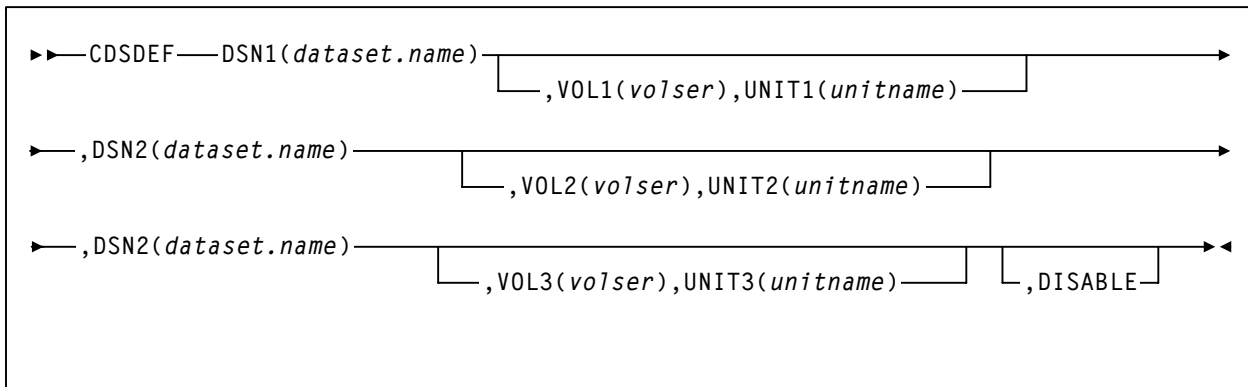 CDSDEF DSN1(dataset.name)
,VOL1(volser),UNIT1(unitname)
,DSN2(dataset.name)
,VOL2(volser),UNIT2(unitname)
,DSN2(dataset.name)
,VOL3(volser),UNIT3(unitname) ,DISABLE